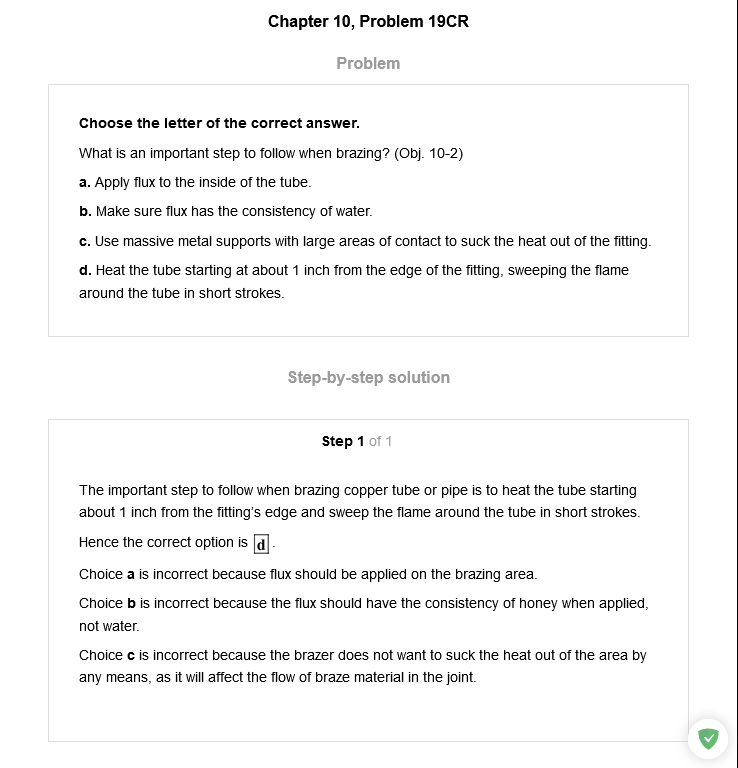 Chapter 10, Problem 19CR
Problem
Choose the letter of the correct answer.
What is an important step to follow when brazing? (Obj. 10-2)
a. Apply flux to the inside of the tube.
b. Make sure flux has the consistency of water.
c. Use massive metal supports with large areas of contact to suck the heat out of the fitting.
d. Heat the tube starting at about 1 inch from the edge of the fitting, sweeping the flame
around the tube in short strokes.
Step-by-step solution
Step 1 of 1
The important step to follow when brazing copper tube or pipe is to heat the tube starting
about 1 inch from the fitting's edge and sweep the flame around the tube in short strokes.
Hence the correct option is d.
Choice a is incorrect because flux should be applied on the brazing area.
Choice b is incorrect because the flux should have the consistency of honey when applied,
not water.
Choice c is incorrect because the brazer does not want to suck the heat out of the area by
any means, as it will affect the flow of braze material in the joint.